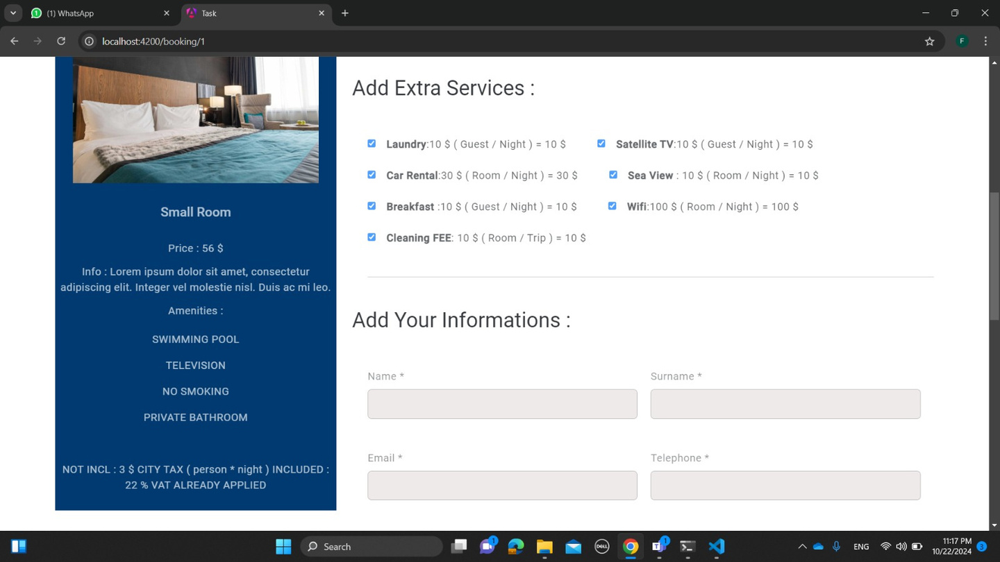 (1) WhatsApp
Task
localhost:4200/booking/1
F
Small Room
Price : 56 $
Info : Lorem ipsum dolor sit amet, consectetur
adipiscing elit. Integer vel molestie nisl. Duis ac mi leo.
Amenities :
SWIMMING POOL
TELEVISION
NO SMOKING
PRIVATE BATHROOM
NOT INCL : 3 $ CITY TAX ( person * night ) INCLUDED :
22 % VAT ALREADY APPLIED
Add Extra Services :
Laundry:10 $ ( Guest / Night ) = 10 $
Satellite TV:10 $ ( Guest / Night ) = 10 $
Car Rental:30 $ ( Room / Night ) = 30 $
Sea View : 10 $ ( Room / Night ) = 10 $
Breakfast :10 $ ( Guest / Night ) = 10 $
Wifi:100 $ ( Room / Night ) = 100 $
Cleaning FEE: 10 $ ( Room / Trip ) = 10 $
Add Your Informations :
Name *
Surname *
Email *
Telephone *
Search
1
DELL
T
1
ENG
11:17 PM
10/22/2024
3